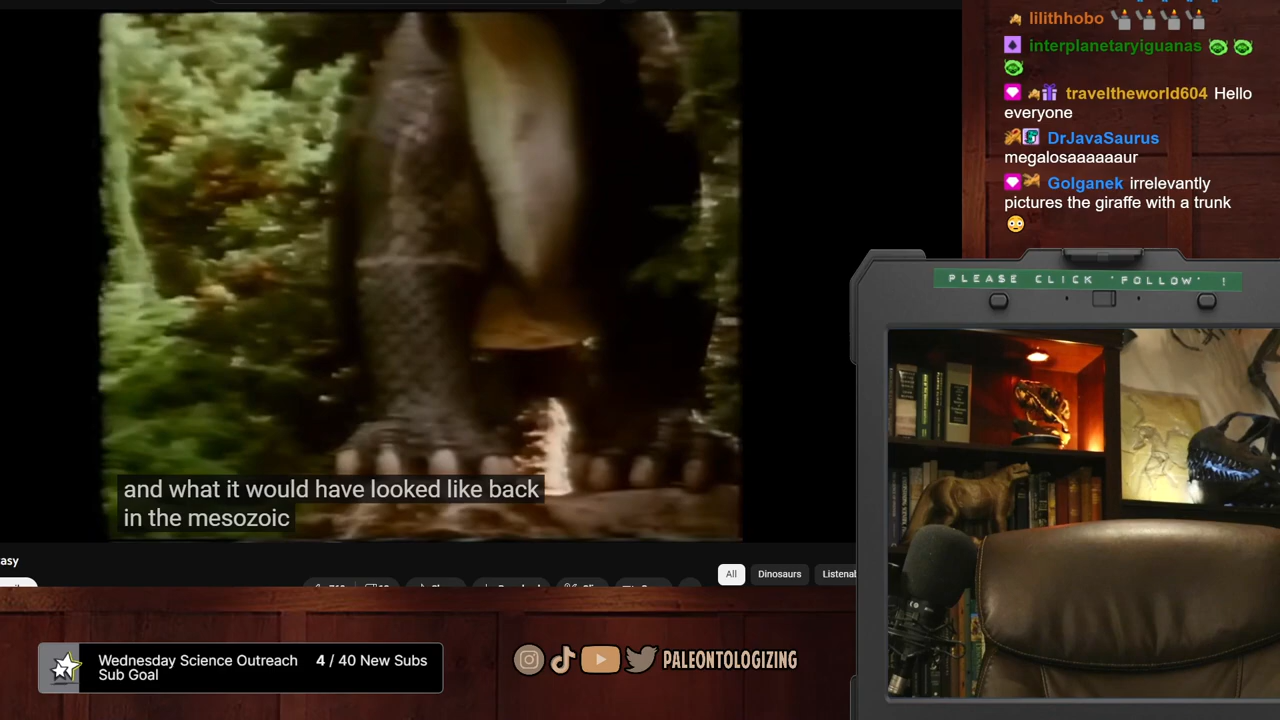 lilithhobo
interplanetaryiguanas
traveltheworld604 Hello
everyone
DrJavaSaurus
megalosaaaaaaur
Golganek irrelevantly
pictures the giraffe with a trunk
PLEASE CLICK 'FOLLOW' !
and what it would have looked like back
in the mesozoic
asy
All Dinosaurs Listenal
Wednesday Science Outreach 4 / 40 New Subs
Sub Goal
PALEONTOLOGIZING